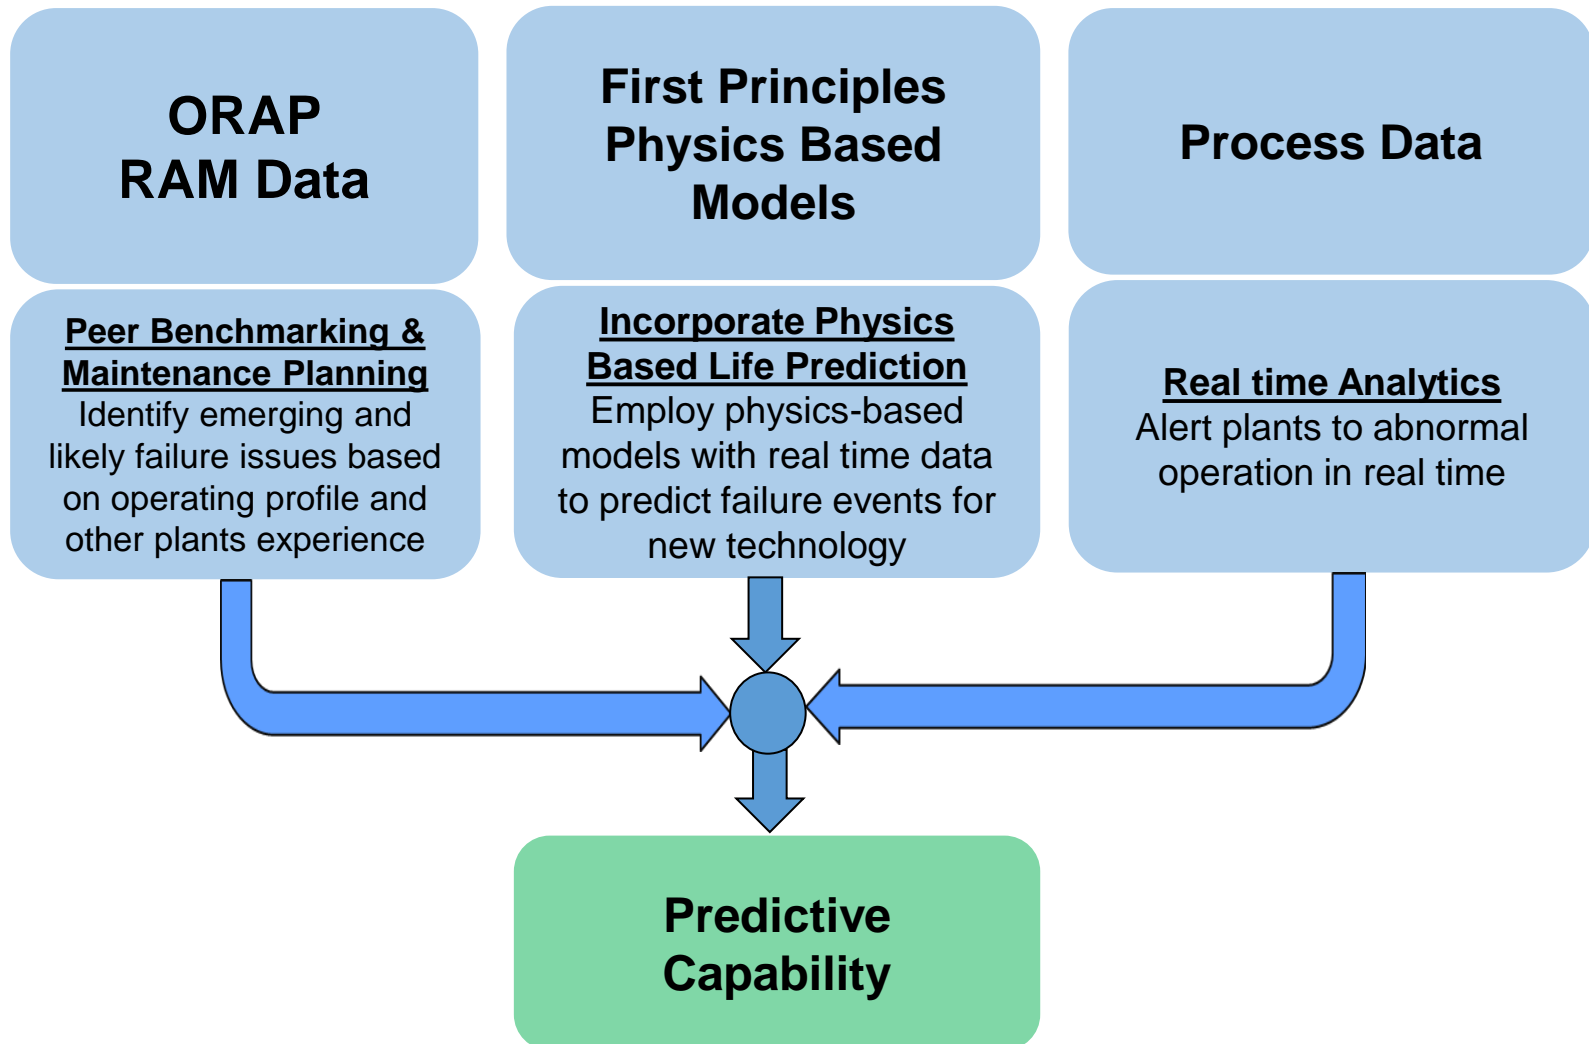 ORAP
RAM Data
First Principles
Physics Based
Models
Process Data
Peer Benchmarking &
Maintenance Planning
Identify emerging and
likely failure issues based
on operating profile and
other plants experience
Incorporate Physics
Based Life Prediction
Employ physics-based
models with real time data
to predict failure events for
new technology
Real time Analytics
Alert plants to abnormal
operation in real time
Predictive
Capability